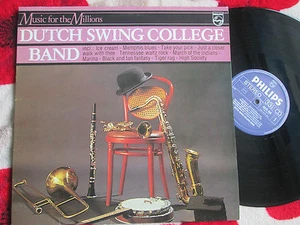 Music for the Millions
PHILIPS
DUTCH SWING COLLEGE
BAND
m.o.: Ice cream - Memphis blues - Take your pick - Just a closer
walk with thee - Tennessee waltz rock - March of the indians -
Marina - Black and tan fantasy - Tiger rag - High Society
PHILIPS
STEREO